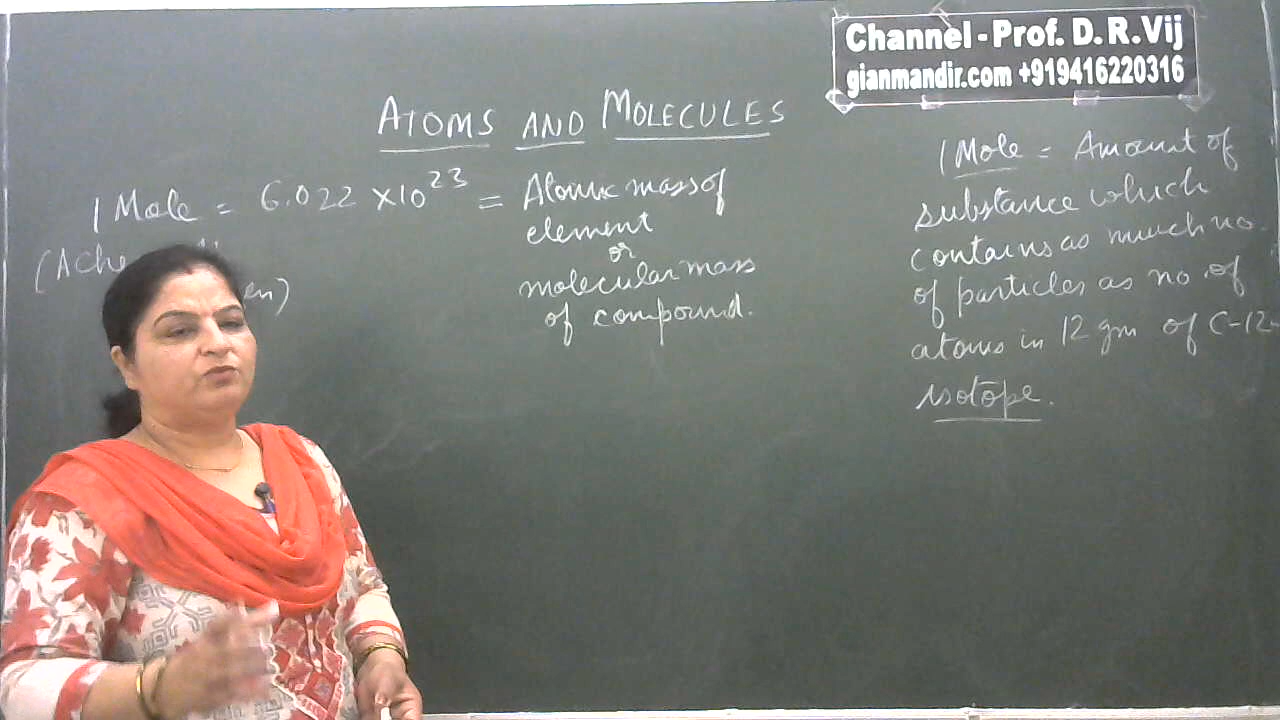 Channel - Prof. D. R. Vij
gianmandir.com +919416220316
ATOMS AND MOLECULES
1 Mole = 6.022 × 10²³ = Atomic mass of
element
or
molecular mass
of compound.
1 Mole = Amount of
substance which
contains as much no.
of particles as no. of
atoms in 12 gm of C-12
isotope.